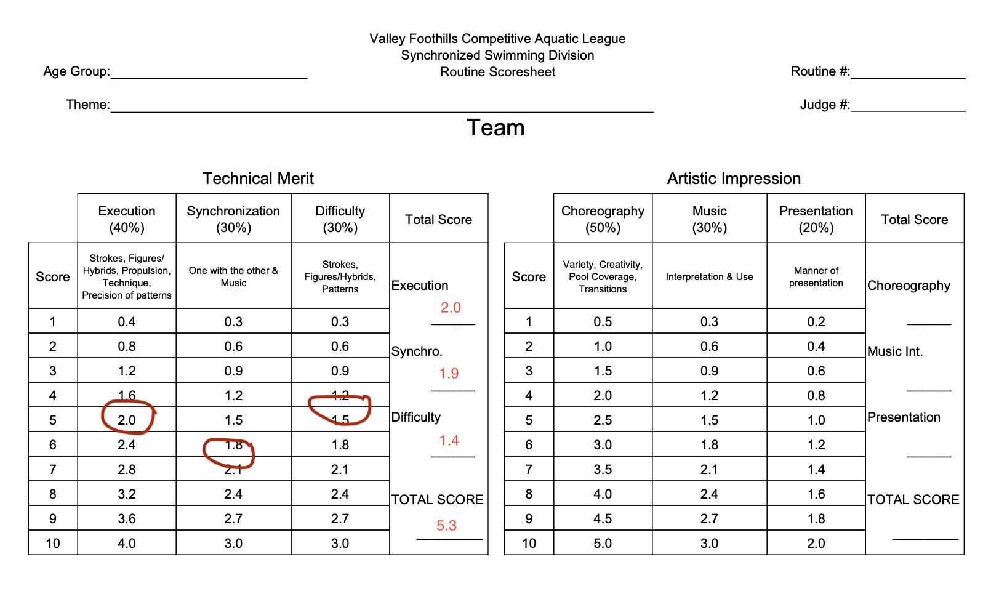 Valley Foothills Competitive Aquatic League
Synchronized Swimming Division
Age Group:
Routine Scoresheet
Routine #:
Theme:
Judge #:
Team
Technical Merit
Execution (40%) Synchronization (30%) Difficulty (30%) Total Score
Score
Strokes, Figures/
Hybrids, Propulsion,
Technique,
Precision of patterns
One with the other &
Music
Strokes,
Figures/Hybrids,
Patterns
1 0.4 0.3 0.3
2 0.8 0.6 0.6
3 1.2 0.9 0.9
4 1.6 1.2 1.2
5 2.0 1.5 1.5
6 2.4 1.8 1.8
7 2.8 2.1 2.1
8 3.2 2.4 2.4
9 3.6 2.7 2.7
10 4.0 3.0 3.0
Execution
2.0
Synchro.
1.9
Difficulty
1.4
TOTAL SCORE
5.3
Artistic Impression
Choreography (50%) Music (30%) Presentation (20%) Total Score
Score
Variety, Creativity,
Pool Coverage,
Transitions
Interpretation & Use
Manner of
presentation
1 0.5 0.3 0.2
2 1.0 0.6 0.4
3 1.5 0.9 0.6
4 2.0 1.2 0.8
5 2.5 1.5 1.0
6 3.0 1.8 1.2
7 3.5 2.1 1.4
8 4.0 2.4 1.6
9 4.5 2.7 1.8
10 5.0 3.0 2.0
Choreography
Music Int.
Presentation
TOTAL SCORE